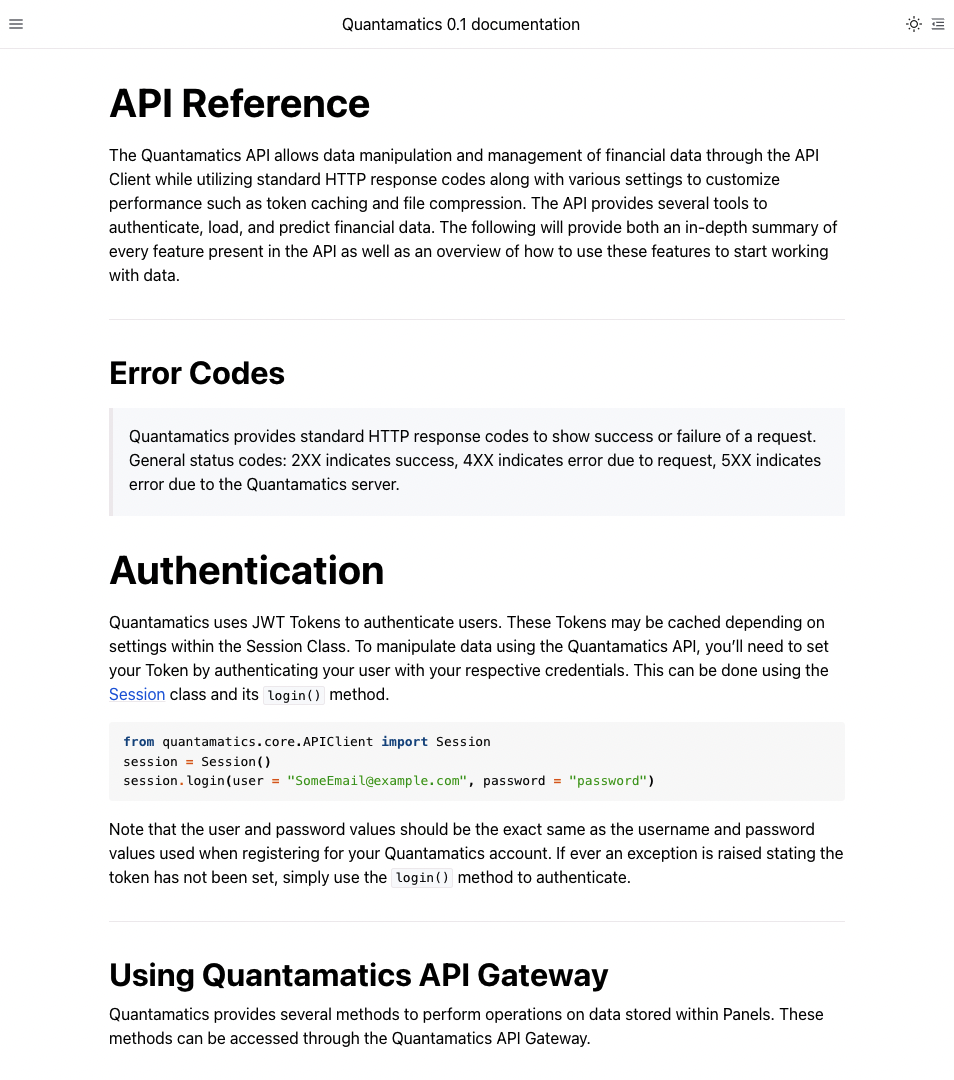 Quantamatics 0.1 documentation
API Reference
The Quantamatics API allows data manipulation and management of financial data through the API
Client while utilizing standard HTTP response codes along with various settings to customize
performance such as token caching and file compression. The API provides several tools to
authenticate, load, and predict financial data. The following will provide both an in-depth summary of
every feature present in the API as well as an overview of how to use these features to start working
with data.
Error Codes
Quantamatics provides standard HTTP response codes to show success or failure of a request.
General status codes: 2XX indicates success, 4XX indicates error due to request, 5XX indicates
error due to the Quantamatics server.
Authentication
Quantamatics uses JWT Tokens to authenticate users. These Tokens may be cached depending on
settings within the Session Class. To manipulate data using the Quantamatics API, you’ll need to set
your Token by authenticating your user with your respective credentials. This can be done using the
Session class and its login() method.
from quantamatics.core.APIClient import Session
session = Session()
session.login(user = "SomeEmail@example.com", password = "password")
Note that the user and password values should be the exact same as the username and password
values used when registering for your Quantamatics account. If ever an exception is raised stating the
token has not been set, simply use the login() method to authenticate.
Using Quantamatics API Gateway
Quantamatics provides several methods to perform operations on data stored within Panels. These
methods can be accessed through the Quantamatics API Gateway.